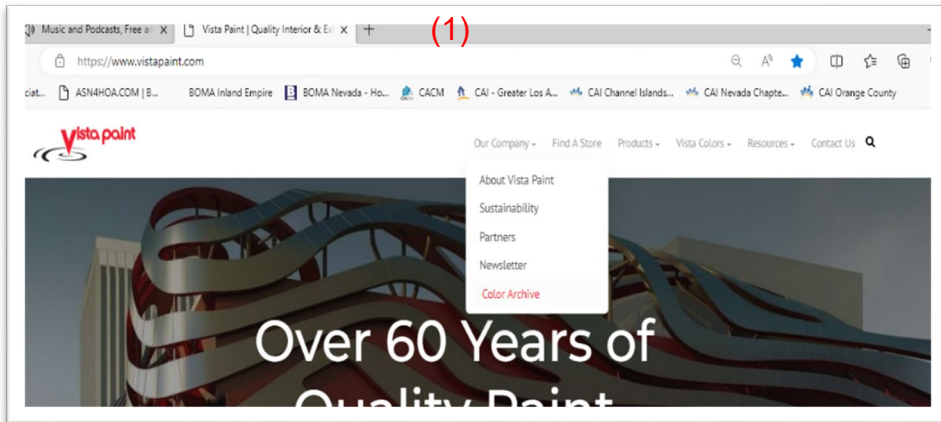 Music and Podcasts, Free ar Vista Paint | Quality Interior & Ext (1)
https://www.vistapaint.com
ciat... ASN4HOA.COM | B... BOMA Inland Empire BOMA Nevada - Ho... CACM CAI - Greater Los A... CAI Channel Islands... CAI Nevada Chapte... CAI Orange County
Vista paint
Our Company Find A Store Products Vista Colors Resources Contact Us
About Vista Paint
Sustainability
Partners
Newsletter
Color Archive
Over 60 Years of
Quality Paint